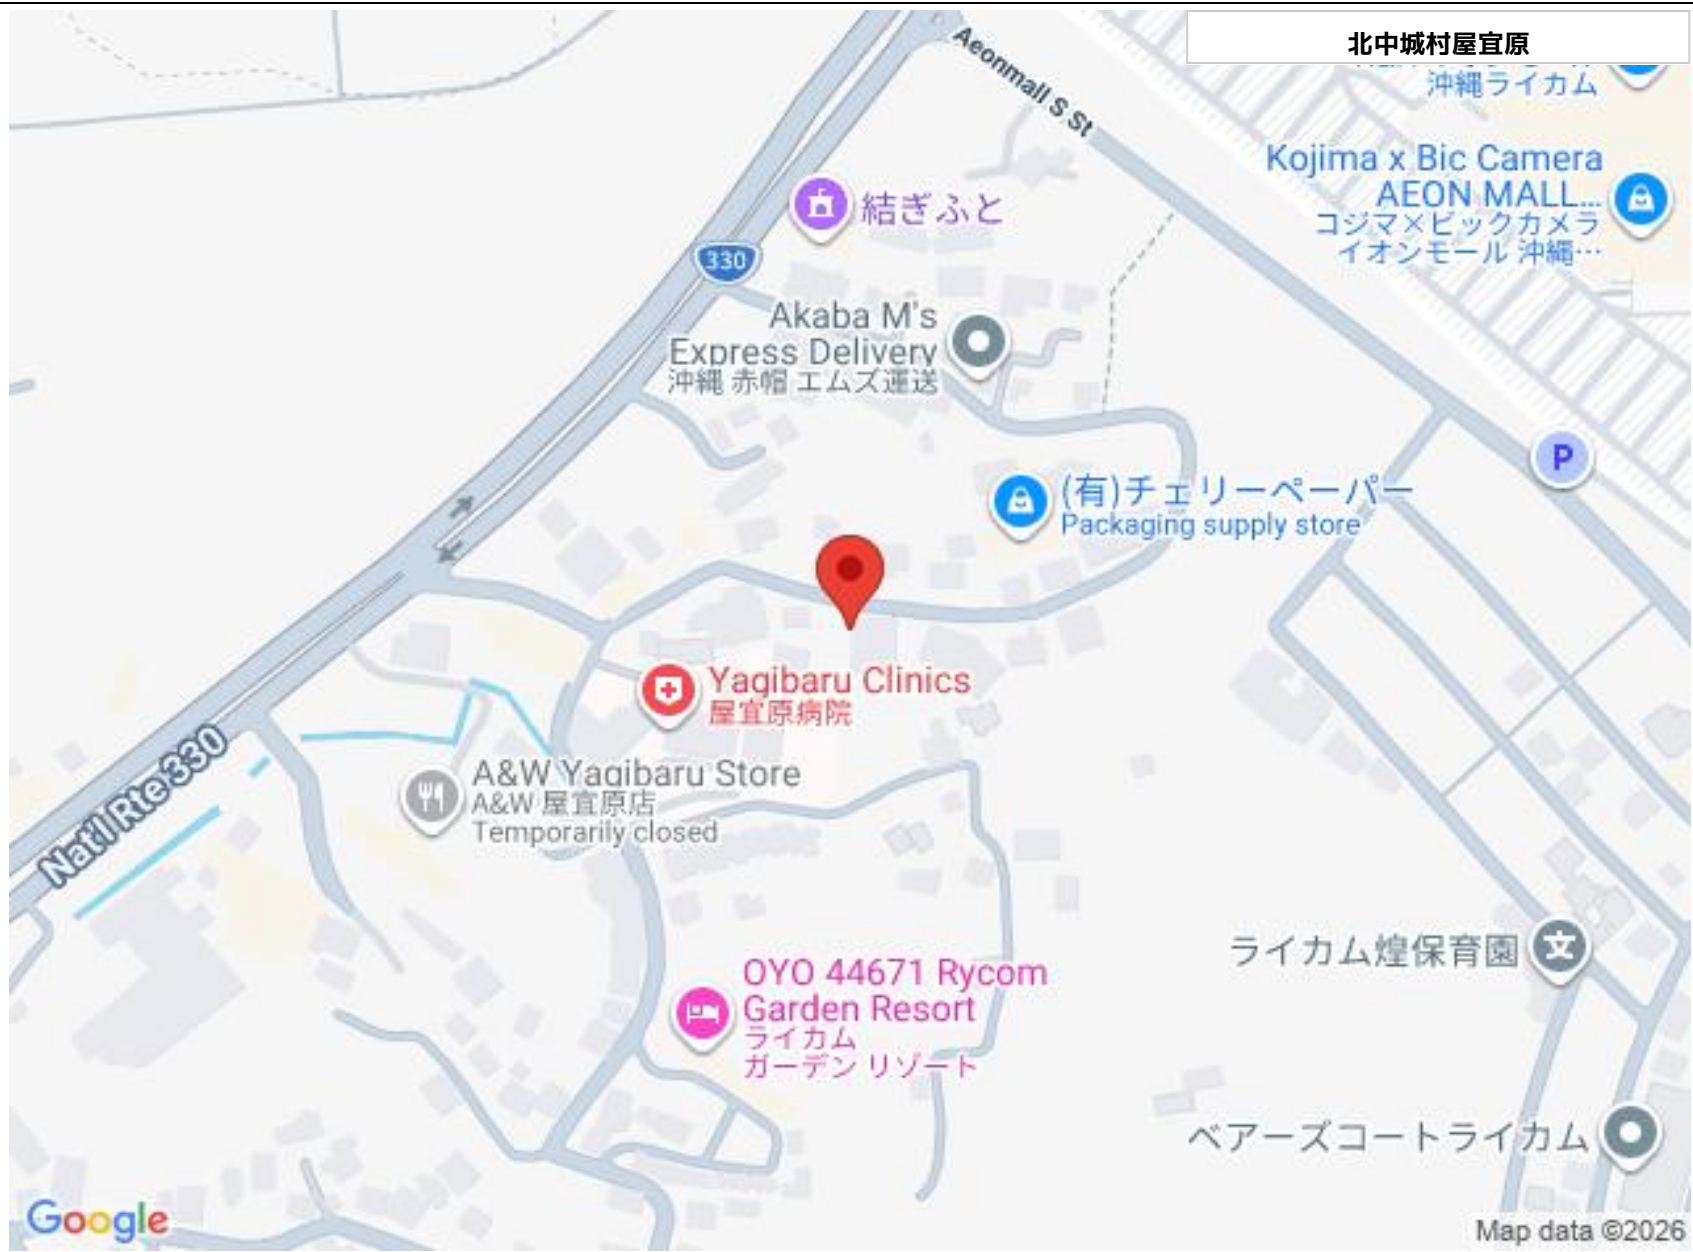 北中城村屋宜原
沖縄ライカム
Aeonmall S St
Kojima x Bic Camera
AEON MALL...
コジマ×ビックカメラ
イオンモール 沖縄…
結ぎふと
330
Akaba M's
Express Delivery
沖縄 赤帽 エムズ運送
P
(有)チェリーペーパー
Packaging supply store
Yagibaru Clinics
屋宜原病院
Nat'l Rte 330
A&W Yagibaru Store
A&W 屋宜原店
Temporarily closed
ライカム煌保育園
文
OYO 44671 Rycom
Garden Resort
ライカム
ガーデン リゾート
ベアーズコートライカム
Google
Map data ©2026